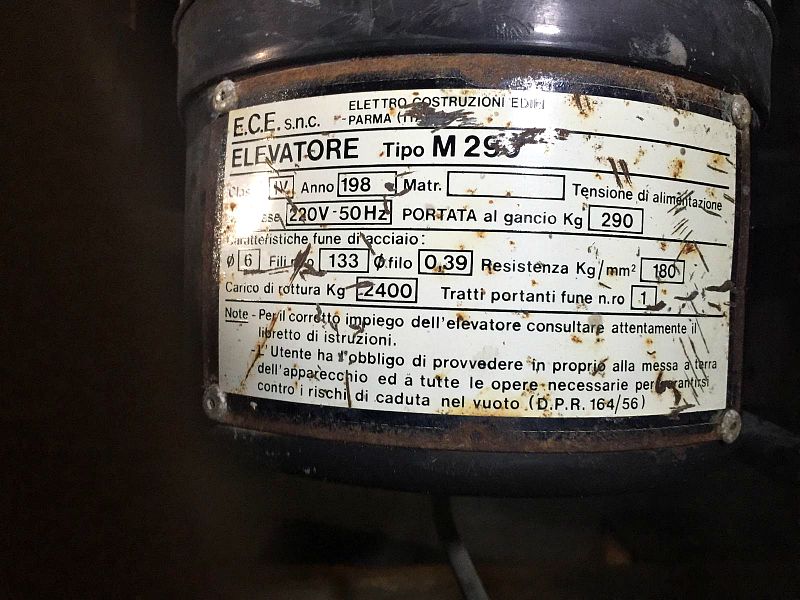 ELETTRO COSTRUZIONI EDILI
E.C.E. s.n.c. PARMA
ELEVATORE Tipo M 290
IV Anno 198 Matr. Tensione di alimentazione
220V-50Hz PORTATA al gancio Kg 290
Caratteristiche fune di acciaio:
ø 6 Fili 133 ø filo 0,39 Resistenza Kg/mm² 180
Carico di rottura Kg 2400 Tratti portanti fune n.ro 1
Note - Per il corretto impiego dell'elevatore consultare attentamente il
libretto di istruzioni.
- L'Utente ha l'obbligo di provvedere in proprio alla messa a terra
dell'apparecchio ed a tutte le opere necessarie per garantirsi
contro i rischi di caduta nel vuoto (D.P.R. 164/56)